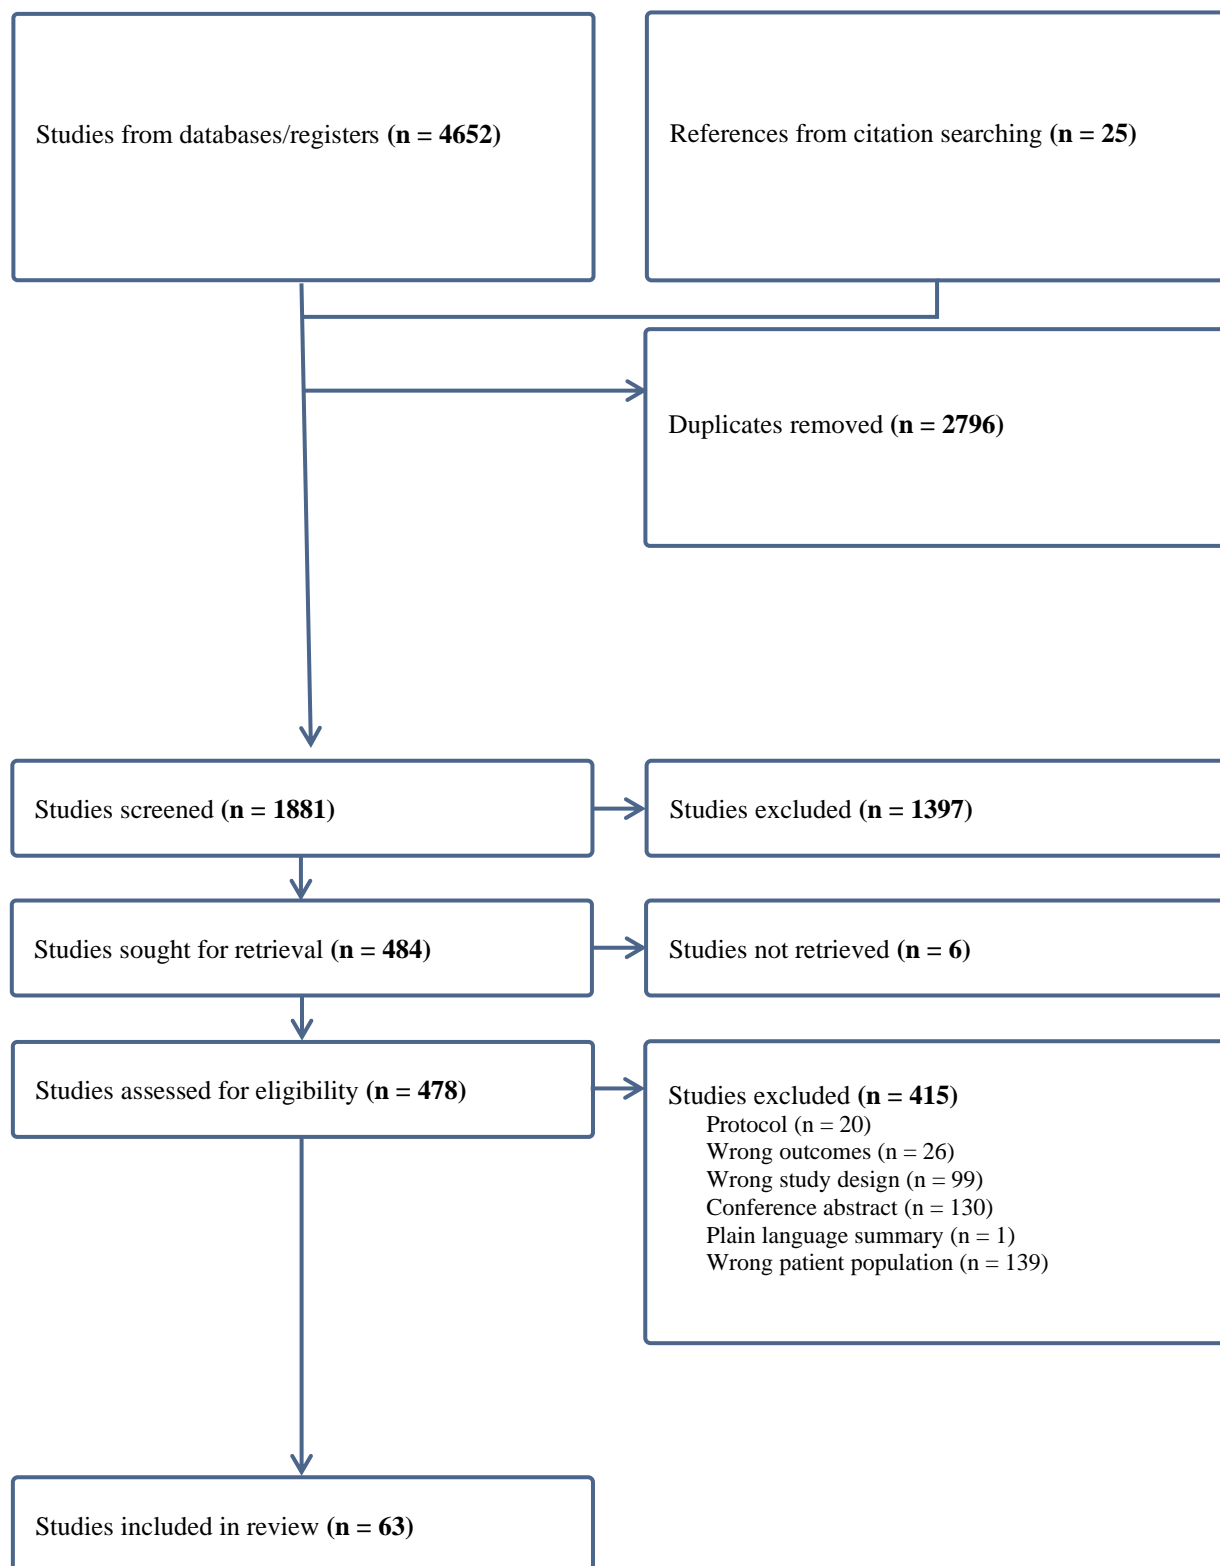 Studies from databases/registers (n = 4652)
References from citation searching (n = 25)
Duplicates removed (n = 2796)
Studies screened (n = 1881)
Studies excluded (n = 1397)
Studies sought for retrieval (n = 484)
Studies not retrieved (n = 6)
Studies assessed for eligibility (n = 478)
Studies excluded (n = 415)
Protocol (n = 20)
Wrong outcomes (n = 26)
Wrong study design (n = 99)
Conference abstract (n = 130)
Plain language summary (n = 1)
Wrong patient population (n = 139)
Studies included in review (n = 63)